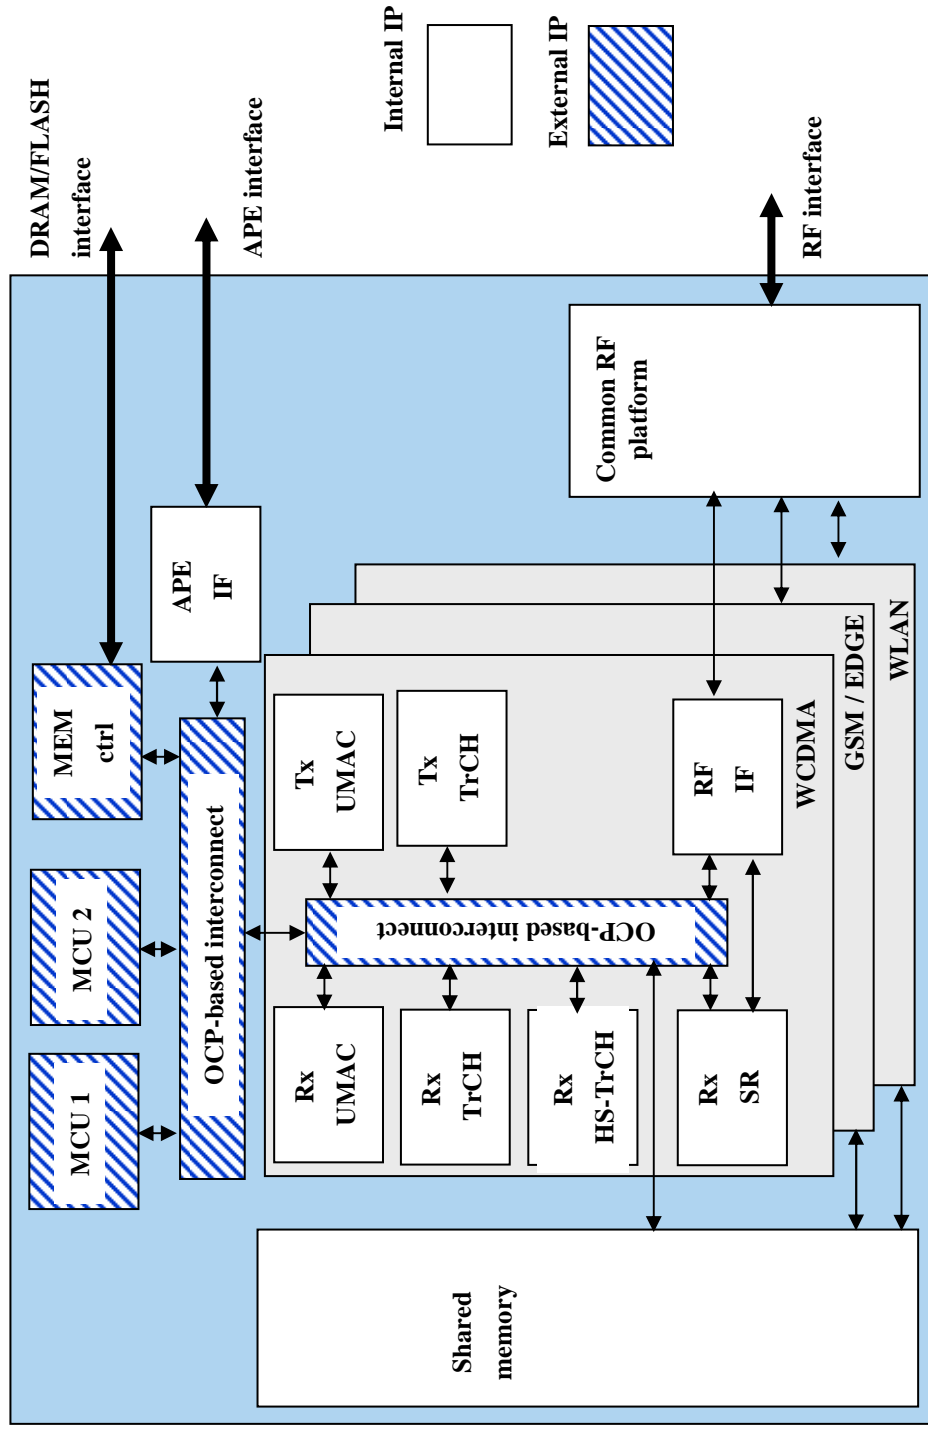 MCU 1
MCU 2
MEM
ctrl
DRAM/FLASH
interface
OCP-based interconnect
APE
IF
APE interface
Internal IP
External IP
Rx
UMAC
Tx
UMAC
Rx
TrCH
Tx
TrCH
OCP-based interconnect
Rx
HS-TrCH
Rx
SR
RF
IF
WCDMA
GSM / EDGE
WLAN
Shared
memory
Common RF
platform
RF interface